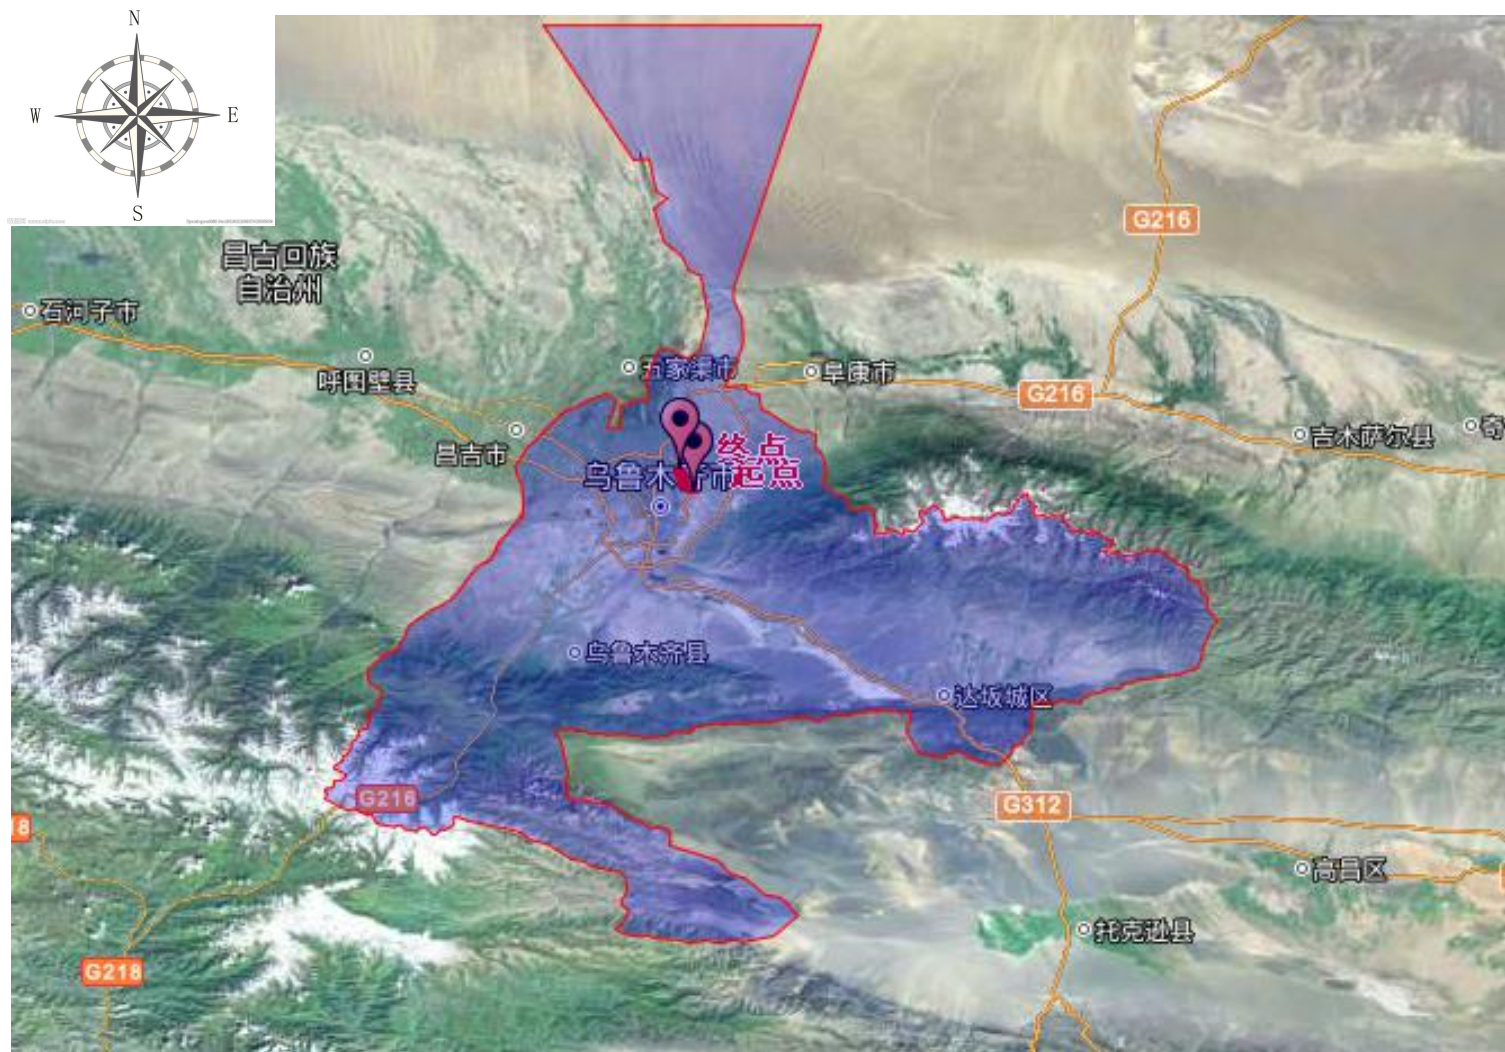 N
W
E
S
G216
昌吉回族
自治州
石河子市
呼图壁县
五家渠市
阜康市
G216
昌吉市
吉木萨尔县
奇
终点
起点
乌鲁木齐市
乌鲁木齐县
达坂城区
G216
G312
18
高昌区
托克逊县
G218